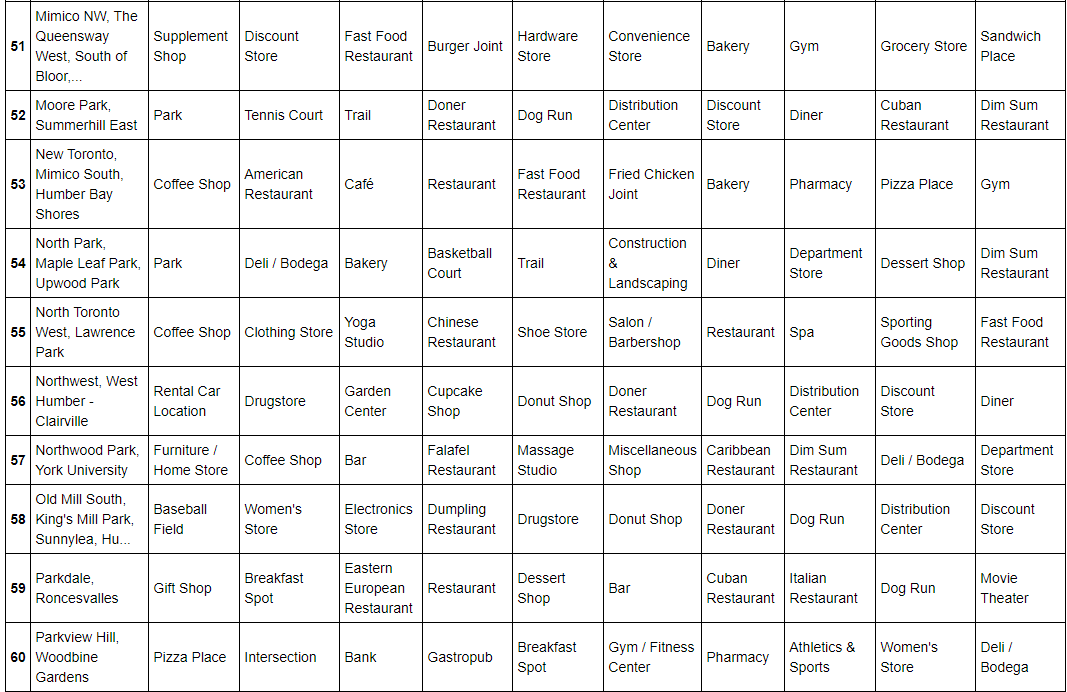 51 Mimico NW, The Queensway West, South of Bloor,... Supplement Shop Discount Store Fast Food Restaurant Burger Joint Hardware Store Convenience Store Bakery Gym Grocery Store Sandwich Place
52 Moore Park, Summerhill East Park Tennis Court Trail Doner Restaurant Dog Run Distribution Center Discount Store Diner Cuban Restaurant Dim Sum Restaurant
53 New Toronto, Mimico South, Humber Bay Shores Coffee Shop American Restaurant Café Restaurant Fast Food Restaurant Fried Chicken Joint Bakery Pharmacy Pizza Place Gym
54 North Park, Maple Leaf Park, Upwood Park Park Deli / Bodega Bakery Basketball Court Trail Construction & Landscaping Diner Department Store Dessert Shop Dim Sum Restaurant
55 North Toronto West, Lawrence Park Coffee Shop Clothing Store Yoga Studio Chinese Restaurant Shoe Store Salon / Barbershop Restaurant Spa Sporting Goods Shop Fast Food Restaurant
56 Northwest, West Humber - Clairville Rental Car Location Drugstore Garden Center Cupcake Shop Donut Shop Doner Restaurant Dog Run Distribution Center Discount Store Diner
57 Northwood Park, York University Furniture / Home Store Coffee Shop Bar Falafel Restaurant Massage Studio Miscellaneous Shop Caribbean Restaurant Dim Sum Restaurant Deli / Bodega Department Store
58 Old Mill South, King's Mill Park, Sunnylea, Hu... Baseball Field Women's Store Electronics Store Dumpling Restaurant Drugstore Donut Shop Doner Restaurant Dog Run Distribution Center Discount Store
59 Parkdale, Roncesvalles Gift Shop Breakfast Spot Eastern European Restaurant Restaurant Dessert Shop Bar Cuban Restaurant Italian Restaurant Dog Run Movie Theater
60 Parkview Hill, Woodbine Gardens Pizza Place Intersection Bank Gastropub Breakfast Spot Gym / Fitness Center Pharmacy Athletics & Sports Women's Store Deli / Bodega